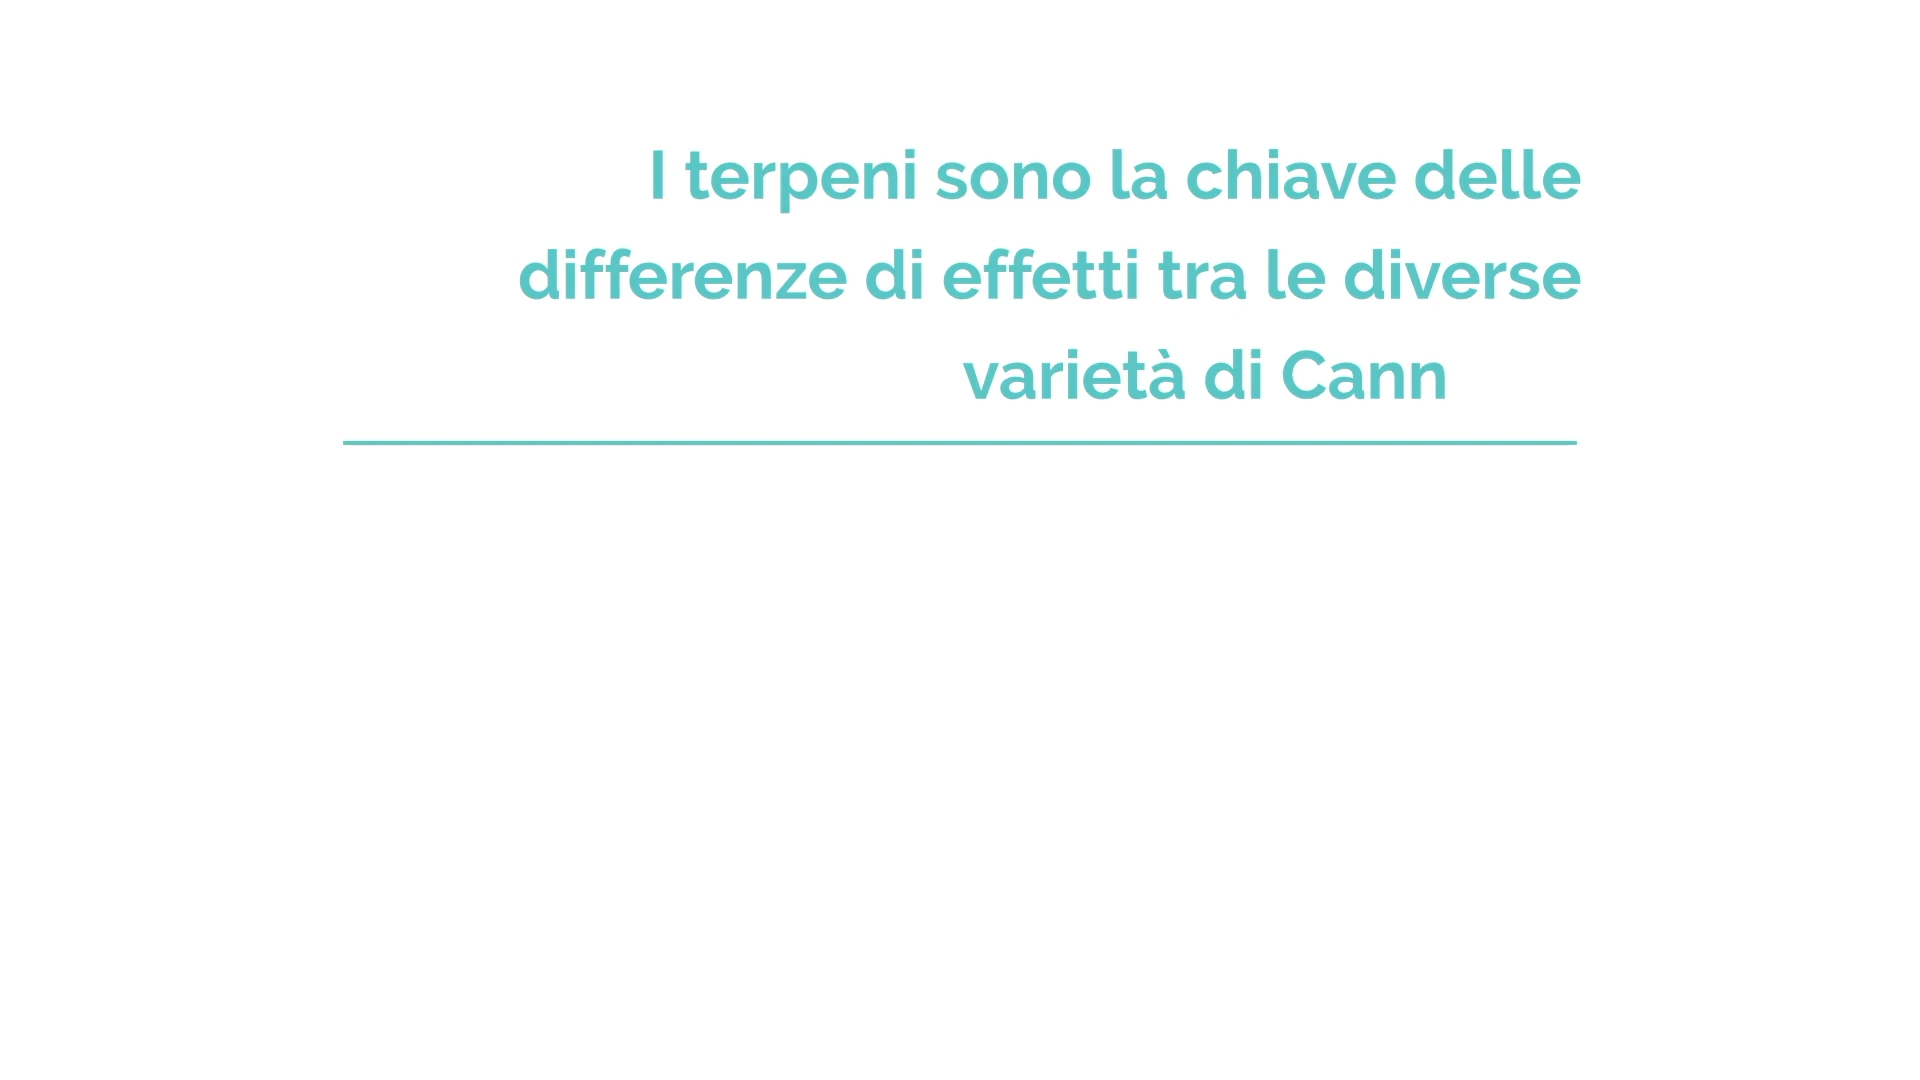 I terpeni sono la chiave delle
differenze di effetti tra le diverse
varietà di Cann